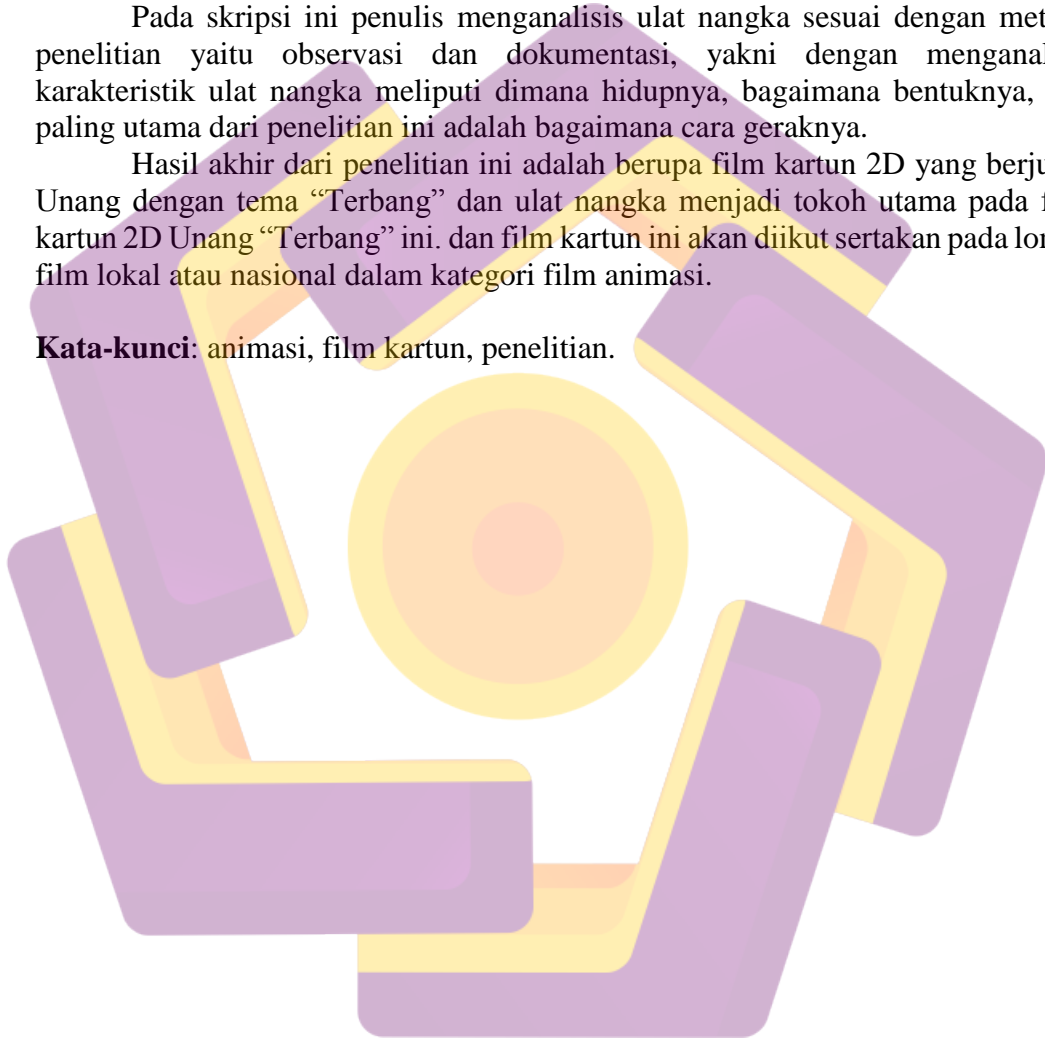 Pada skripsi ini penulis menganalisis ulat nangka sesuai dengan met
penelitian yaitu observasi dan dokumentasi, yakni dengan menganal
karakteristik ulat nangka meliputi dimana hidupnya, bagaimana bentuknya,
paling utama dari penelitian ini adalah bagaimana cara geraknya.
Hasil akhir dari penelitian ini adalah berupa film kartun 2D yang berju
Unang dengan tema “Terbang” dan ulat nangka menjadi tokoh utama pada f
kartun 2D Unang “Terbang” ini. dan film kartun ini akan diikut sertakan pada lon
film lokal atau nasional dalam kategori film animasi.
Kata-kunci: animasi, film kartun, penelitian.